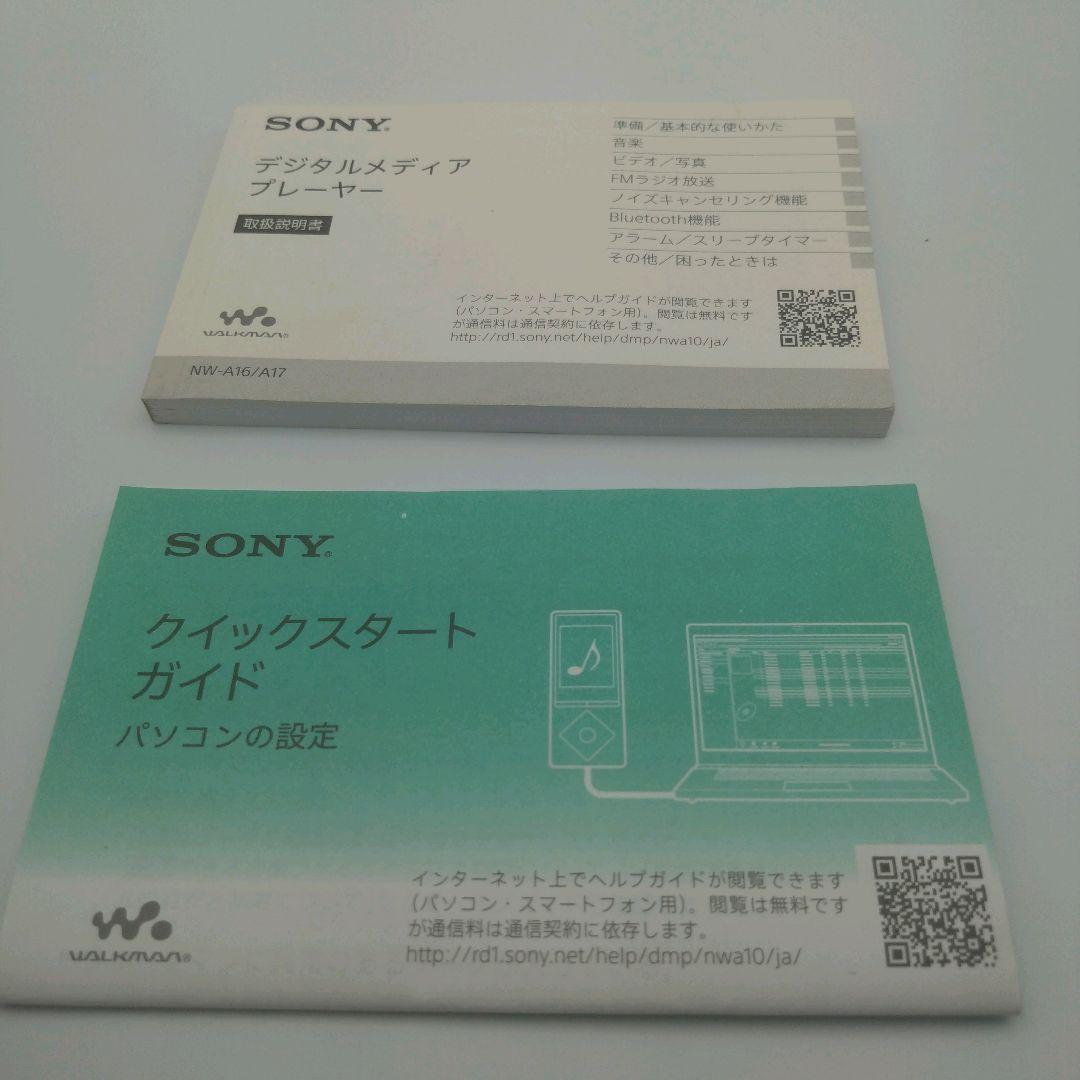 SONY®
デジタルメディア
プレーヤー
取扱説明書
準備／基本的な使いかた
音楽
ビデオ／写真
FMラジオ放送
ノイズキャンセリング機能
Bluetooth機能
アラーム／スリープタイマー
その他／困ったときは
インターネット上でヘルプガイドが閲覧できます
(パソコン・スマートフォン用)。閲覧は無料です
が通信料は通信契約に依存します。
http://rd1.sony.net/help/dmp/nwa10/ja/
WALKMAN®
NW-A16/A17
SONY®
クイックスタート
ガイド
パソコンの設定
インターネット上でヘルプガイドが閲覧できます
(パソコン・スマートフォン用)。閲覧は無料です
が通信料は通信契約に依存します。
http://rd1.sony.net/help/dmp/nwa10/ja/
WALKMAN®